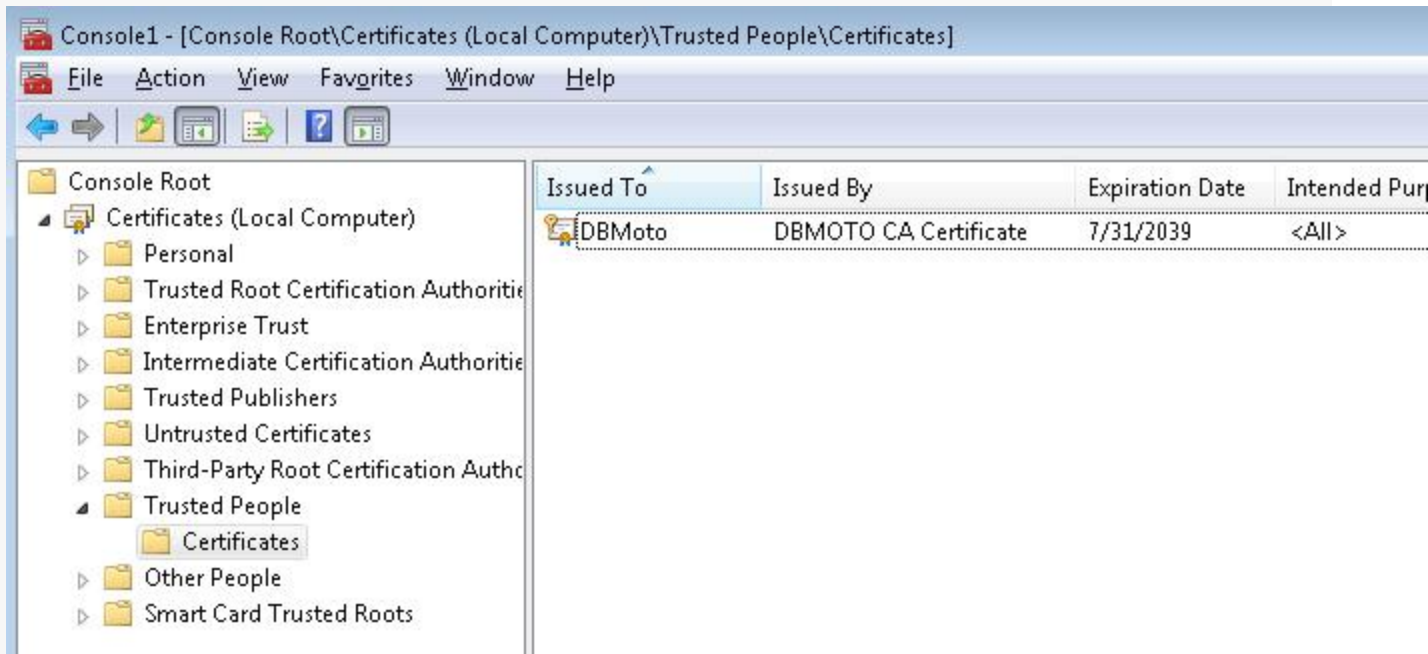 Console1 - [Console Root\Certificates (Local Computer)\Trusted People\Certificates]
File Action View Favorites Window Help
Console Root
Certificates (Local Computer)
Personal
Trusted Root Certification Authoritie
Enterprise Trust
Intermediate Certification Authoritie
Trusted Publishers
Untrusted Certificates
Third-Party Root Certification Autho
Trusted People
Certificates
Other People
Smart Card Trusted Roots
Issued To Issued By Expiration Date Intended Purp
DBMoto DBMOTO CA Certificate 7/31/2039 <All>